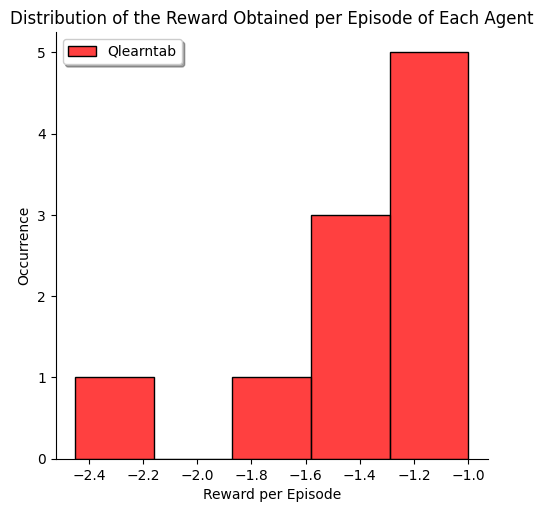 Distribution of the Reward Obtained per Episode of Each Agent
Qlearntab
5
4
3
2
1
0
Occurrence
−2.4 −2.2 −2.0 −1.8 −1.6 −1.4 −1.2 −1.0
Reward per Episode